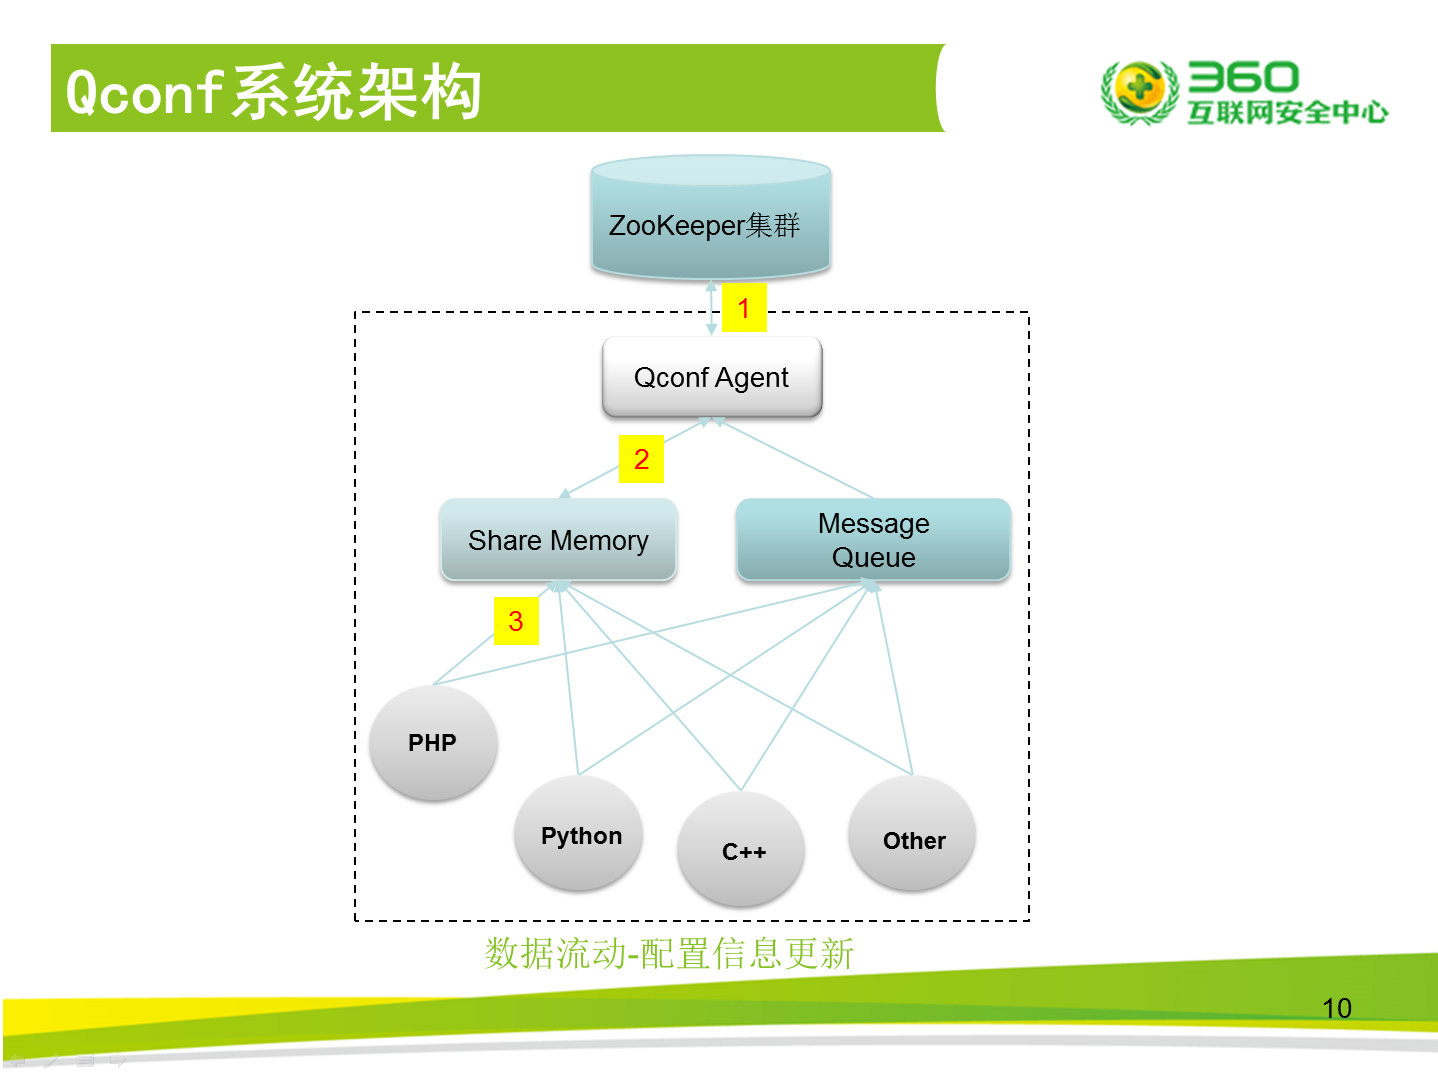 Qconf系统架构
360
互联网安全中心
ZooKeeper集群
1
Qconf Agent
2
Share Memory
Message
Queue
3
PHP
Python
C++
Other
数据流动-配置信息更新
10